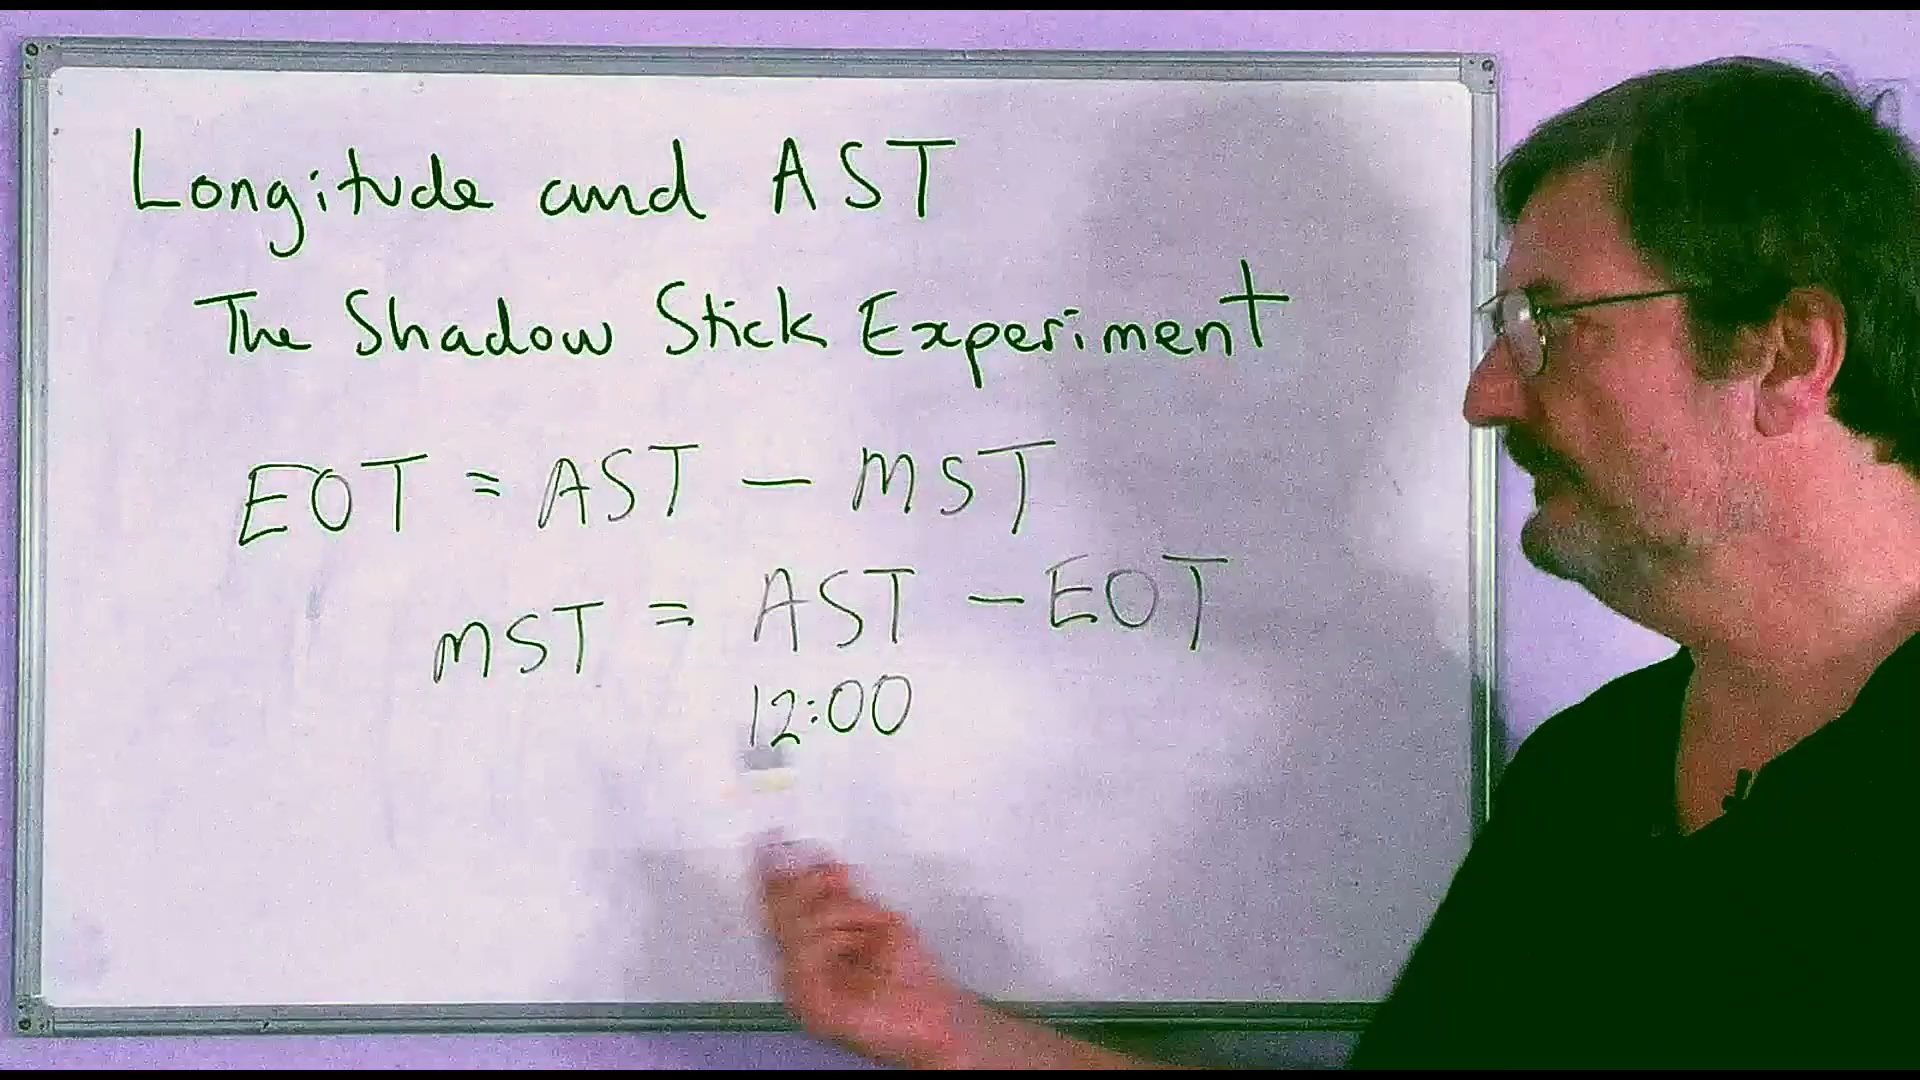 Longitude and AST
The Shadow Stick Experiment
EOT = AST - MST
MST = AST - EOT
12:00